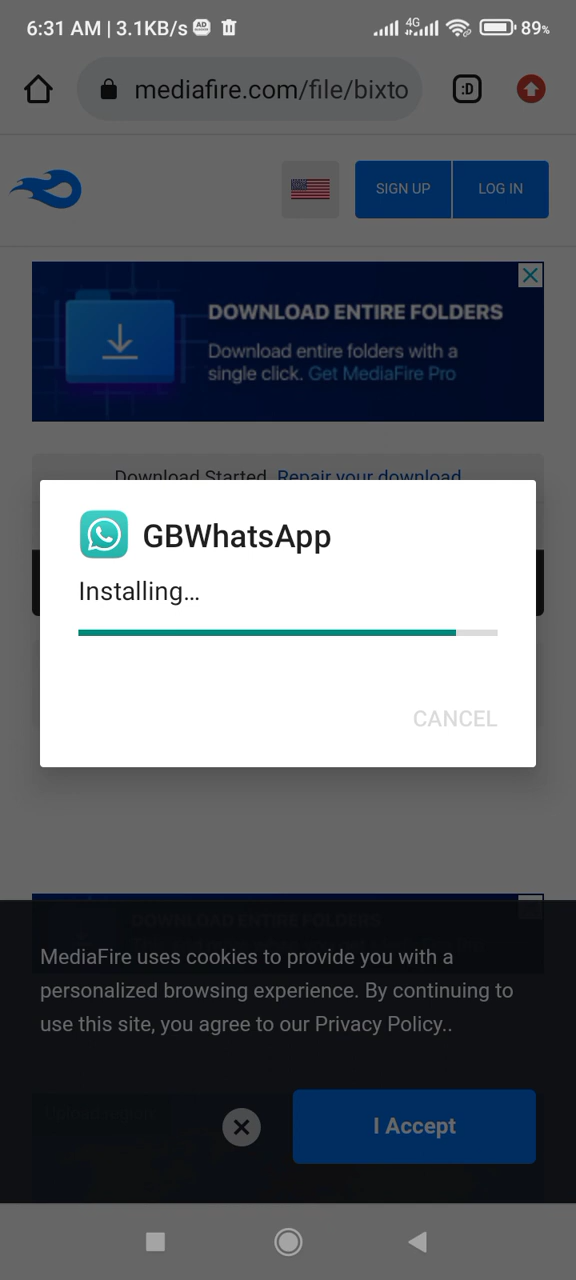 6:31 AM | 3.1KB/s
4G
89%
mediafire.com/file/bixto
:D
SIGN UP
LOG IN
DOWNLOAD ENTIRE FOLDERS
Download entire folders with a
single click. Get MediaFire Pro
Download Started. Repair your download
GBWhatsApp
Installing...
CANCEL
DOWNLOAD ENTIRE FOLDERS
MediaFire uses cookies to provide you with a
personalized browsing experience. By continuing to
use this site, you agree to our Privacy Policy..
I Accept